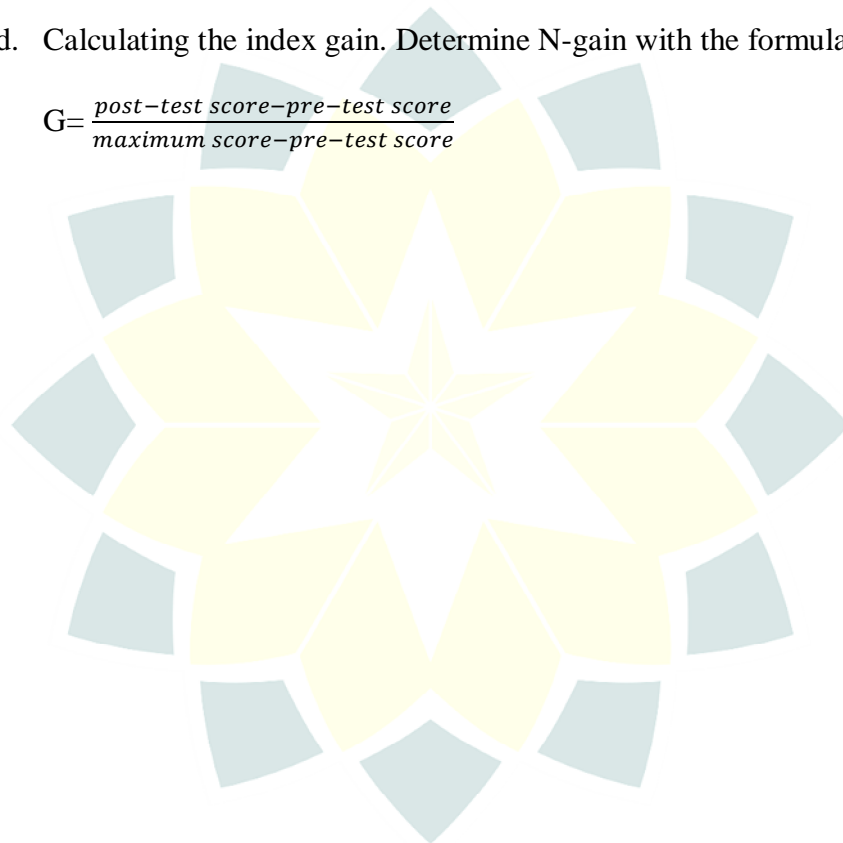 d. Calculating the index gain. Determine N-gain with the formula
G= post−test score−pre−test score
maximum score−pre−test score